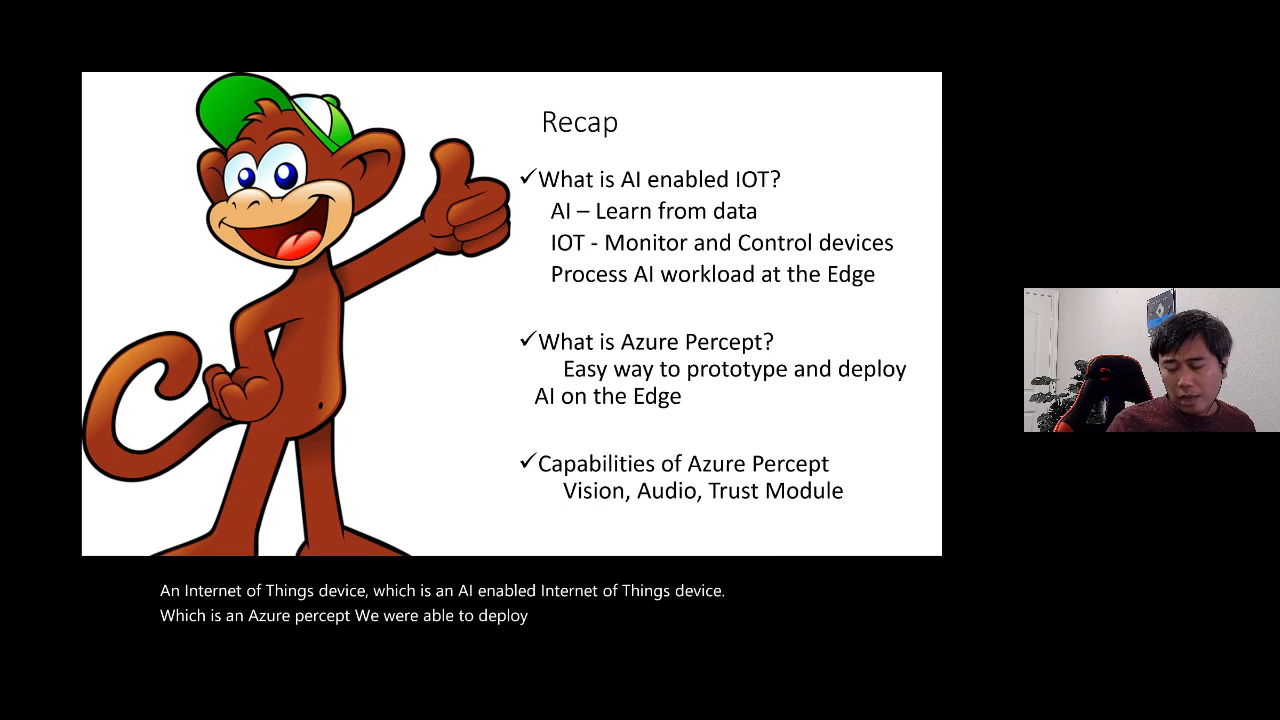 Recap
✓What is AI enabled IOT?
AI – Learn from data
IOT - Monitor and Control devices
Process AI workload at the Edge
✓What is Azure Percept?
Easy way to prototype and deploy
AI on the Edge
✓Capabilities of Azure Percept
Vision, Audio, Trust Module
An Internet of Things device, which is an AI enabled Internet of Things device.
Which is an Azure percept We were able to deploy